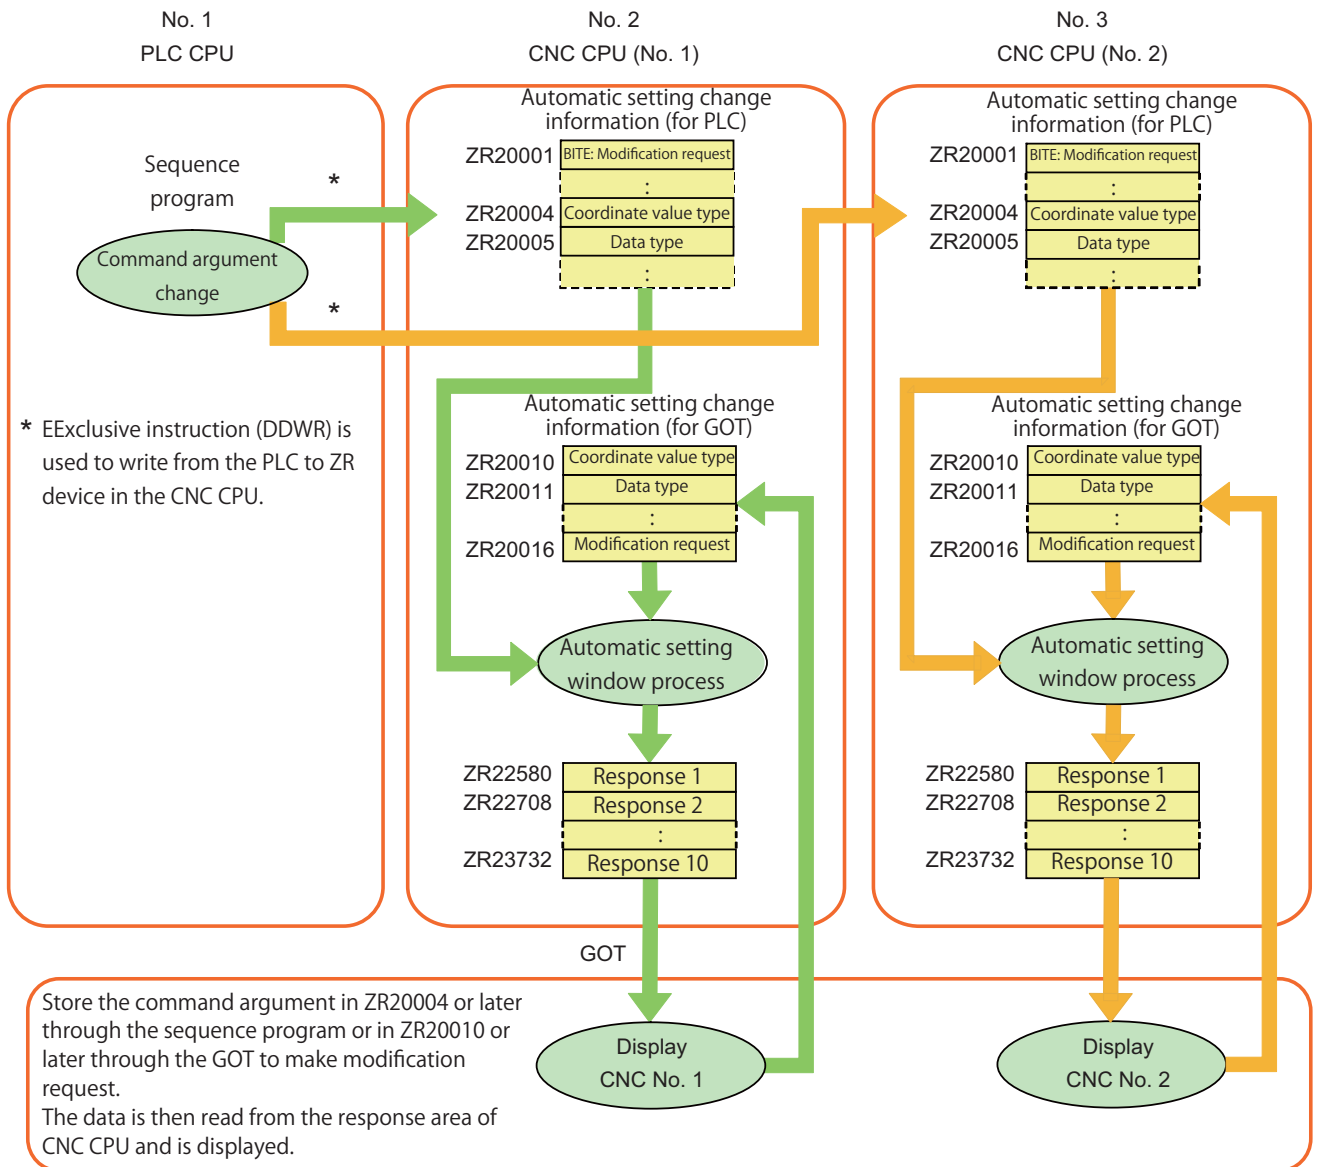 No. 1
PLC CPU
No. 2
CNC CPU (No. 1)
No. 3
CNC CPU (No. 2)
Sequence
program
*
Command argument
change
*
* EExclusive instruction (DDWR) is
used to write from the PLC to ZR
device in the CNC CPU.
Automatic setting change
information (for PLC)
ZR20001 BITE: Modification request
:
ZR20004 Coordinate value type
ZR20005 Data type
:
Automatic setting change
information (for GOT)
ZR20010 Coordinate value type
ZR20011 Data type
:
ZR20016 Modification request
Automatic setting
window process
ZR22580 Response 1
ZR22708 Response 2
:
ZR23732 Response 10
Automatic setting change
information (for PLC)
ZR20001 BITE: Modification request
:
ZR20004 Coordinate value type
ZR20005 Data type
:
Automatic setting change
information (for GOT)
ZR20010 Coordinate value type
ZR20011 Data type
:
ZR20016 Modification request
Automatic setting
window process
ZR22580 Response 1
ZR22708 Response 2
:
ZR23732 Response 10
GOT
Store the command argument in ZR20004 or later
through the sequence program or in ZR20010 or
later through the GOT to make modification
request.
The data is then read from the response area of
CNC CPU and is displayed.
Display
CNC No. 1
Display
CNC No. 2